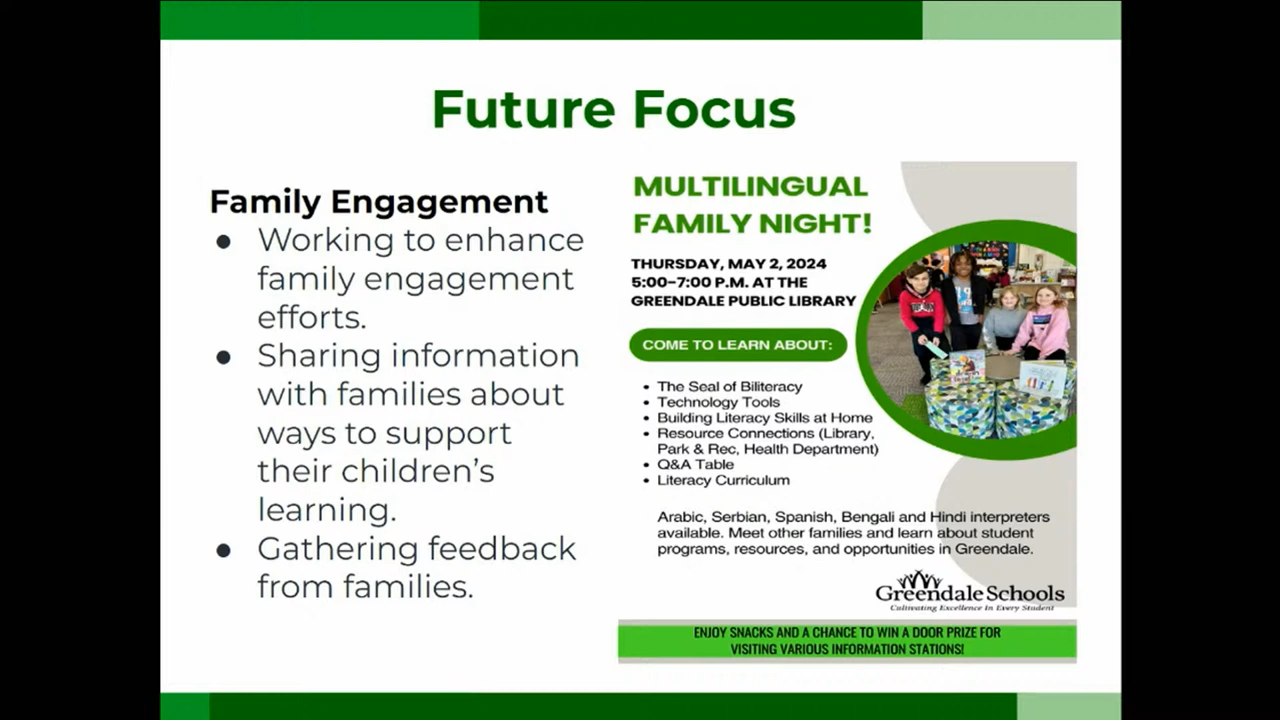 Future Focus
Family Engagement
● Working to enhance
family engagement
efforts.
● Sharing information
with families about
ways to support
their children's
learning.
● Gathering feedback
from families.
MULTILINGUAL
FAMILY NIGHT!
THURSDAY, MAY 2, 2024
5:00-7:00 P.M. AT THE
GREENDALE PUBLIC LIBRARY
COME TO LEARN ABOUT:
• The Seal of Biliteracy
• Technology Tools
• Building Literacy Skills at Home
• Resource Connections (Library,
Park & Rec, Health Department)
• Q&A Table
• Literacy Curriculum
Arabic, Serbian, Spanish, Bengali and Hindi interpreters
available. Meet other families and learn about student
programs, resources, and opportunities in Greendale.
Greendale Schools
Cultivating Excellence In Every Student
ENJOY SNACKS AND A CHANCE TO WIN A DOOR PRIZE FOR
VISITING VARIOUS INFORMATION STATIONS!